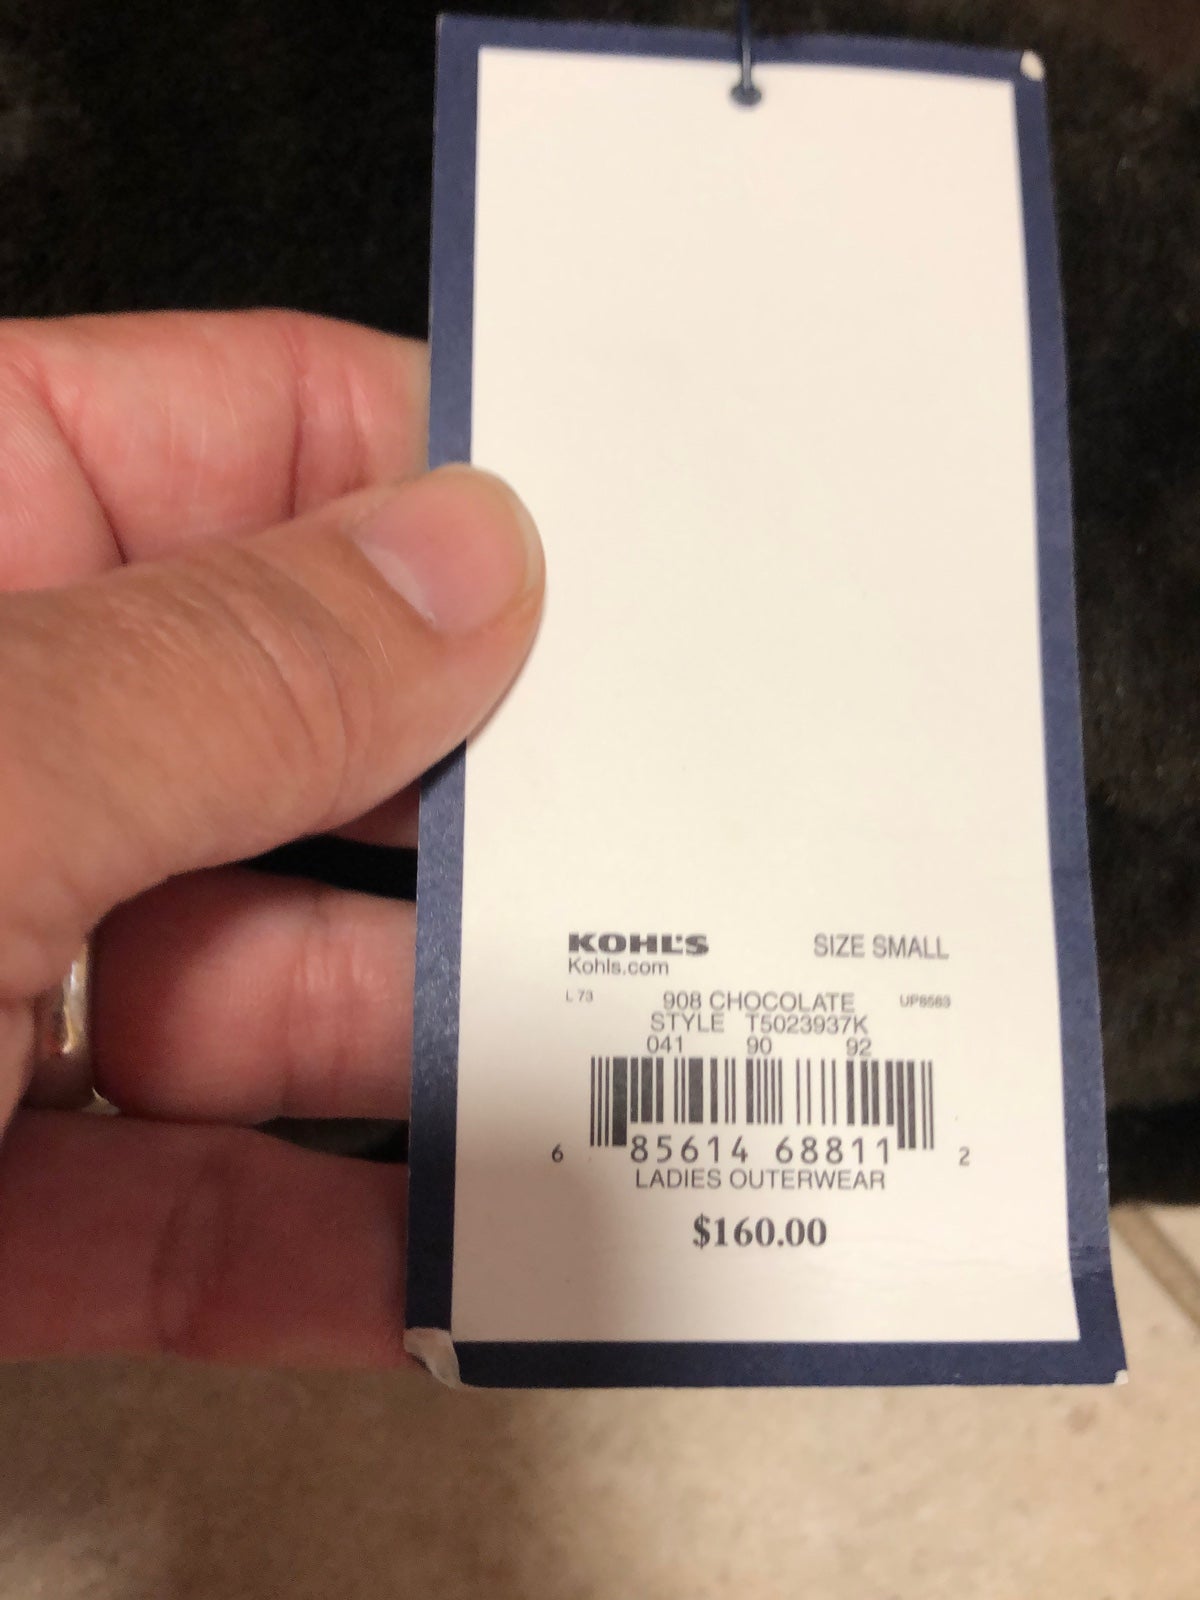 KOHL'S SIZE SMALL
Kohls.com
L 73 908 CHOCOLATE UP8583
STYLE T5023937K
041 90 92
6 85614 68811 2
LADIES OUTERWEAR
$160.00